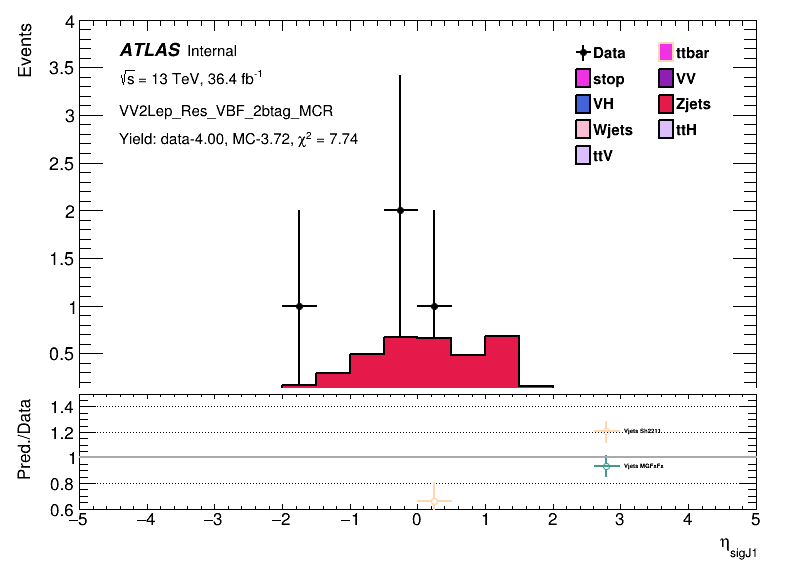 Events
4
3.5
3
2.5
2
1.5
1
0.5
ATLAS Internal
√s = 13 TeV, 36.4 fb⁻¹
VV2Lep_Res_VBF_2btag_MCR
Yield: data-4.00, MC-3.72, χ² = 7.74
Data
ttbar
stop
VV
VH
Zjets
Wjets
ttH
ttV
Pred./Data
1.4
1.2
1
0.8
0.6
Vjets Sh2211
Vjets MGFxFx
−5 −4 −3 −2 −1 0 1 2 3 4 5
η sigJ1